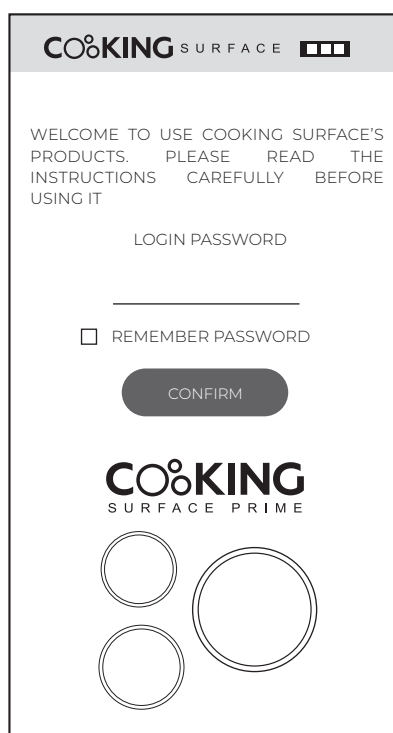 COOKING SURFACE
WELCOME TO USE COOKING SURFACE'S
PRODUCTS. PLEASE READ THE
INSTRUCTIONS CAREFULLY BEFORE
USING IT
LOGIN PASSWORD
REMEMBER PASSWORD
CONFIRM
COOKING
SURFACE PRIME